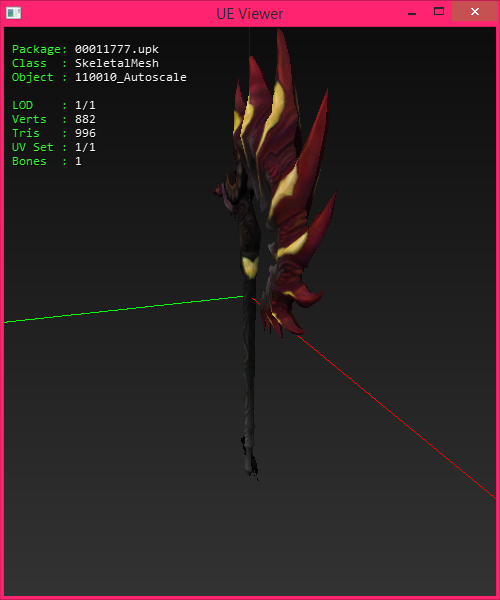 UE Viewer
Package: 00011777.upk
Class : SkeletalMesh
Object : 110010_Autoscale
LOD : 1/1
Verts : 882
Tris : 996
UV Set : 1/1
Bones : 1